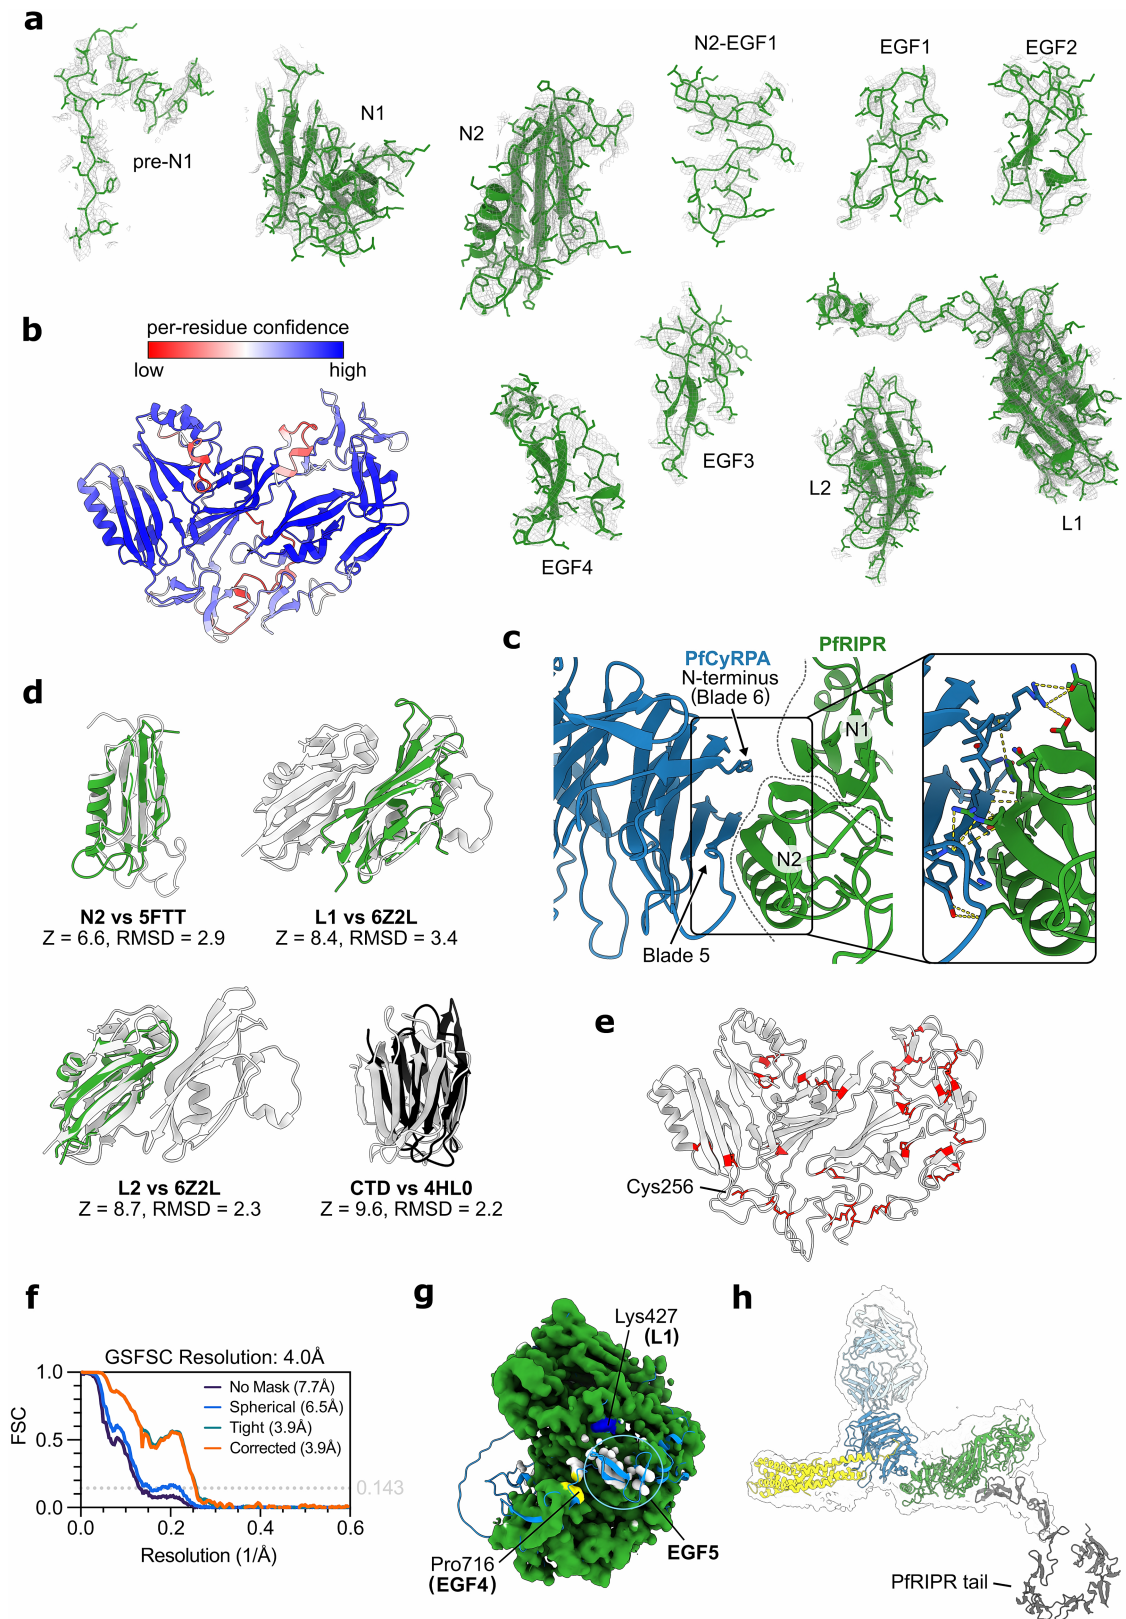 a
pre-N1
N1
N2
N2-EGF1
EGF1
EGF2
b
per-residue confidence
low
high
EGF4
EGF3
L2
L1
c
PfCyRPA
N-terminus
(Blade 6)
PfRIPR
N1
N2
Blade 5
d
N2 vs 5FTT
Z = 6.6, RMSD = 2.9
L1 vs 6Z2L
Z = 8.4, RMSD = 3.4
L2 vs 6Z2L
Z = 8.7, RMSD = 2.3
CTD vs 4HL0
Z = 9.6, RMSD = 2.2
e
Cys256
f
GSFSC Resolution: 4.0Å
1.0
0.5
0.0
FSC
No Mask (7.7Å)
Spherical (6.5Å)
Tight (3.9Å)
Corrected (3.9Å)
0.143
0.0
0.2
0.4
0.6
Resolution (1/Å)
g
Lys427
(L1)
Pro716
(EGF4)
EGF5
h
PfRIPR tail